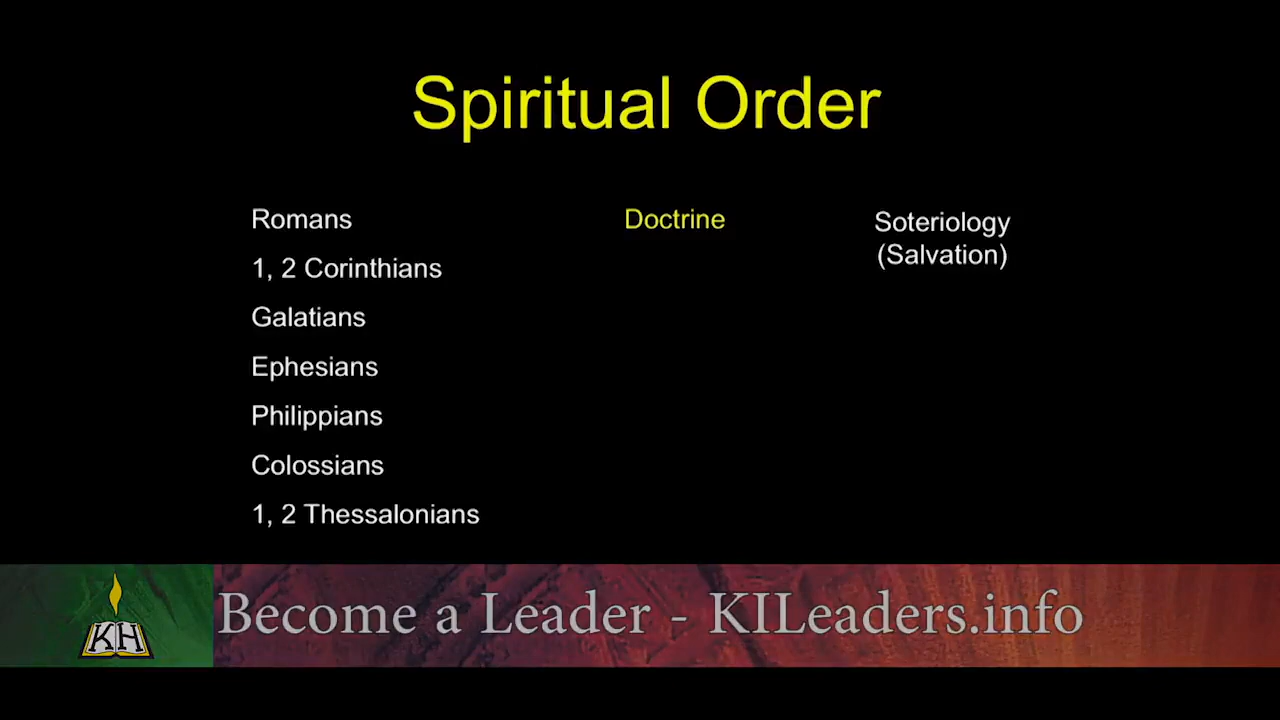 Spiritual Order
Romans
Doctrine
Soteriology
(Salvation)
1, 2 Corinthians
Galatians
Ephesians
Philippians
Colossians
1, 2 Thessalonians
KH
Become a Leader - KILeaders.info